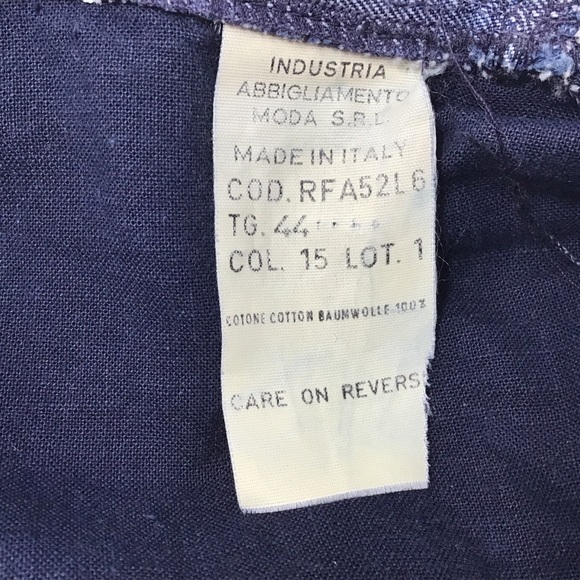 INDUSTRIA
ABBIGLIAMENTO
MODA S.R.L.
MADE IN ITALY
COD. RFA52L6
TG. 44
COL. 15 LOT. 1
COTONE COTTON BAUMWOLLE 100%
CARE ON REVERS